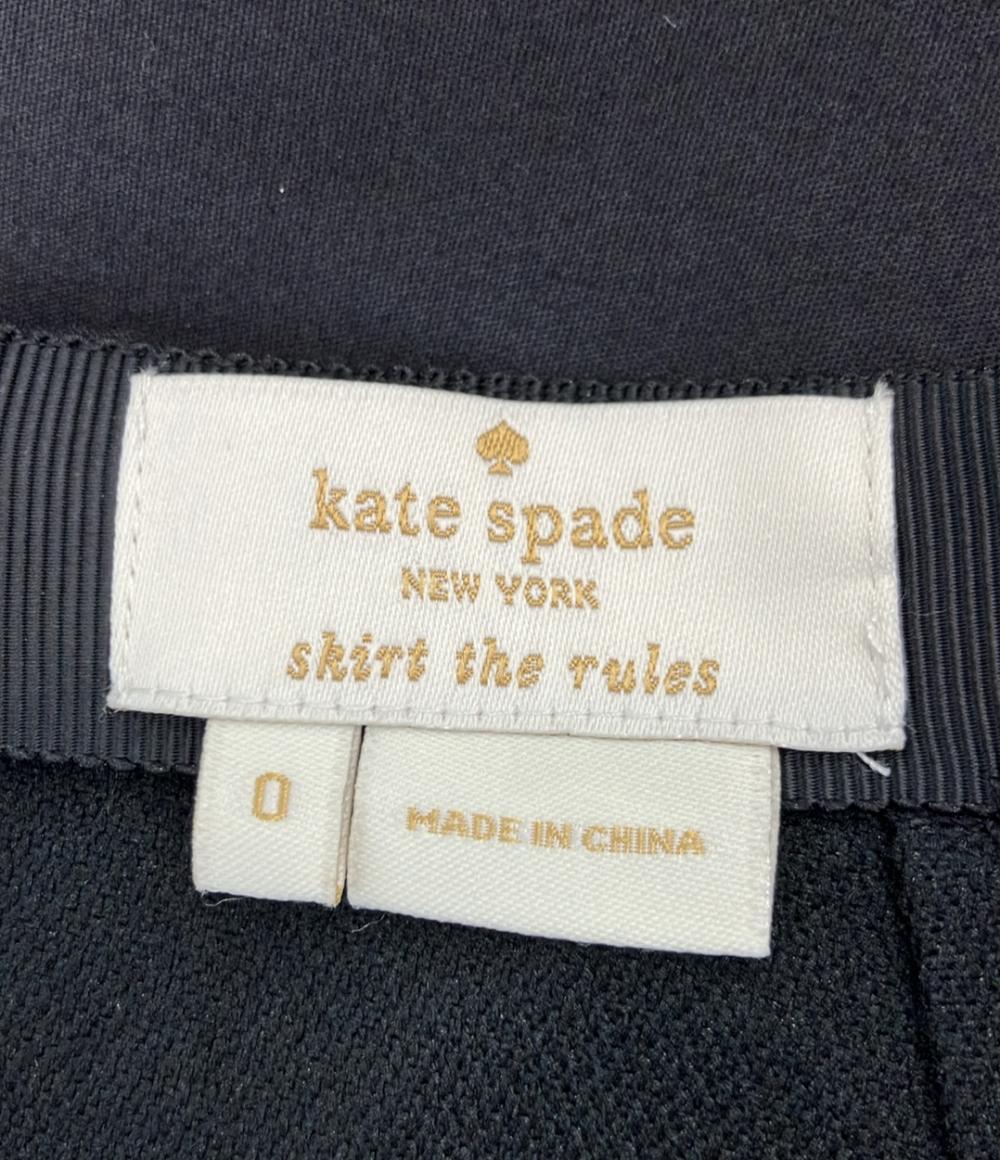 kate spade
NEW YORK
skirt the rules
0
MADE IN CHINA